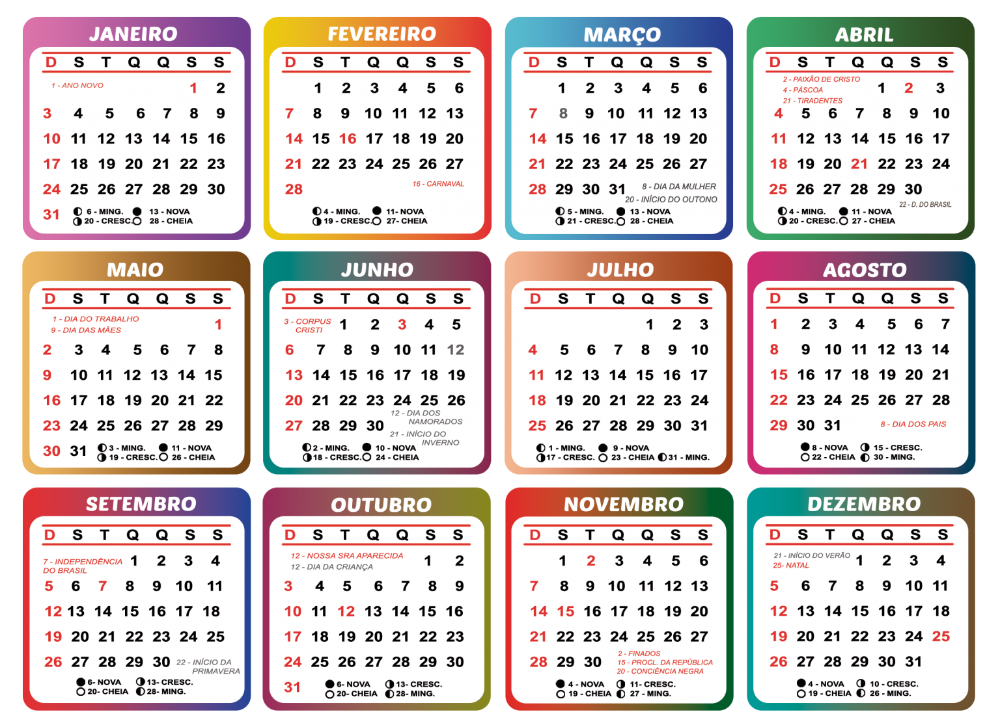 JANEIRO
D S T Q Q S S
1 - ANO NOVO 1 2
3 4 5 6 7 8 9
10 11 12 13 14 15 16
17 18 19 20 21 22 23
24 25 26 27 28 29 30
31 6 - MING. 13 - NOVA
20 - CRESC. 28 - CHEIA
FEVEREIRO
D S T Q Q S S
1 2 3 4 5 6
7 8 9 10 11 12 13
14 15 16 17 18 19 20
21 22 23 24 25 26 27
28 16 - CARNAVAL
4 - MING. 11- NOVA
19 - CRESC. 27- CHEIA
MARÇO
D S T Q Q S S
1 2 3 4 5 6
7 8 9 10 11 12 13
14 15 16 17 18 19 20
21 22 23 24 25 26 27
28 29 30 31 8 - DIA DA MULHER
20 - INÍCIO DO OUTONO
5 - MING. 13 - NOVA
21 - CRESC. 28 - CHEIA
ABRIL
D S T Q Q S S
2 - PAIXÃO DE CRISTO
4 - PÁSCOA 1 2 3
21 - TIRADENTES
4 5 6 7 8 9 10
11 12 13 14 15 16 17
18 19 20 21 22 23 24
25 26 27 28 29 30
22 - D. DO BRASIL
4 - MING. 11 - NOVA
20 - CRESC. 27 - CHEIA
MAIO
D S T Q Q S S
1 - DIA DO TRABALHO 1
9 - DIA DAS MÃES
2 3 4 5 6 7 8
9 10 11 12 13 14 15
16 17 18 19 20 21 22
23 24 25 26 27 28 29
30 31 3 - MING. 11 - NOVA
19 - CRESC. 26 - CHEIA
JUNHO
D S T Q Q S S
3 - CORPUS 1 2 3 4 5
CRISTI
6 7 8 9 10 11 12
13 14 15 16 17 18 19
20 21 22 23 24 25 26
27 28 29 30 12 - DIA DOS
NAMORADOS
21 - INÍCIO DO
INVERNO
2 - MING. 10 - NOVA
18 - CRESC. 24 - CHEIA
JULHO
D S T Q Q S S
1 2 3
4 5 6 7 8 9 10
11 12 13 14 15 16 17
18 19 20 21 22 23 24
25 26 27 28 29 30 31
1 - MING. 9 - NOVA
17 - CRESC. 23 - CHEIA 31 - MING.
AGOSTO
D S T Q Q S S
1 2 3 4 5 6 7
8 9 10 11 12 13 14
15 16 17 18 19 20 21
22 23 24 25 26 27 28
29 30 31 8 - DIA DOS PAIS
8 - NOVA 15 - CRESC.
22 - CHEIA 30 - MING.
SETEMBRO
D S T Q Q S S
7 - INDEPENDÊNCIA 1 2 3 4
DO BRASIL
5 6 7 8 9 10 11
12 13 14 15 16 17 18
19 20 21 22 23 24 25
26 27 28 29 30 22 - INÍCIO DA
PRIMAVERA
6- NOVA 13- CRESC.
20- CHEIA 28- MING.
OUTUBRO
D S T Q Q S S
12 - NOSSA SRA APARECIDA 1 2
12 - DIA DA CRIANÇA
3 4 5 6 7 8 9
10 11 12 13 14 15 16
17 18 19 20 21 22 23
24 25 26 27 28 29 30
31 6- NOVA 13- CRESC.
20- CHEIA 28- MING.
NOVEMBRO
D S T Q Q S S
1 2 3 4 5 6
7 8 9 10 11 12 13
14 15 16 17 18 19 20
21 22 23 24 25 26 27
28 29 30 2 - FINADOS
15 - PROCL. DA REPÚBLICA
20 - CONCIÊNCIA NEGRA
4 - NOVA 11- CRESC.
19 - CHEIA 27 - MING.
DEZEMBRO
D S T Q Q S S
21 - INÍCIO DO VERÃO 1 2 3 4
25- NATAL
5 6 7 8 9 10 11
12 13 14 15 16 17 18
19 20 21 22 23 24 25
26 27 28 29 30 31
4 - NOVA 10 - CRESC.
19 - CHEIA 26 - MING.